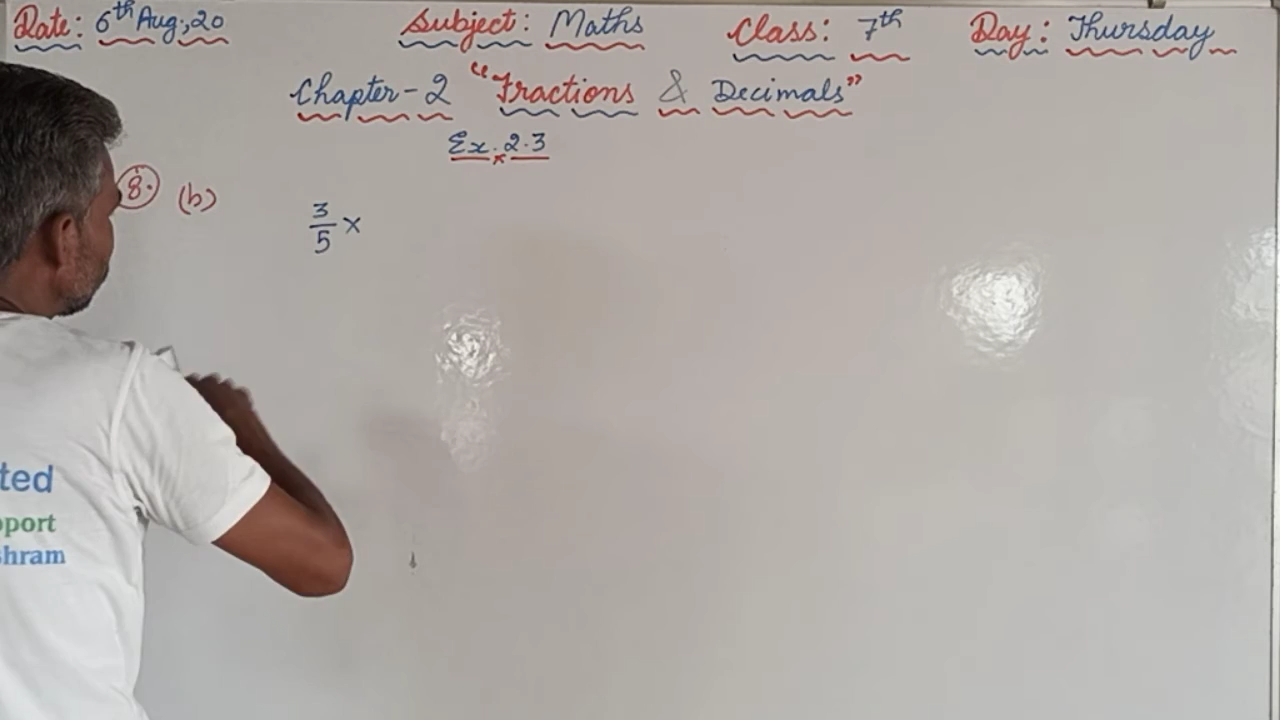 Date: 6th Aug;20 Subject: Maths Class: 7th Day: Thursday
Chapter-2 "Fractions & Decimals"
Ex. 2.3
8. (b) 3/5 ×
ted
pport
shram